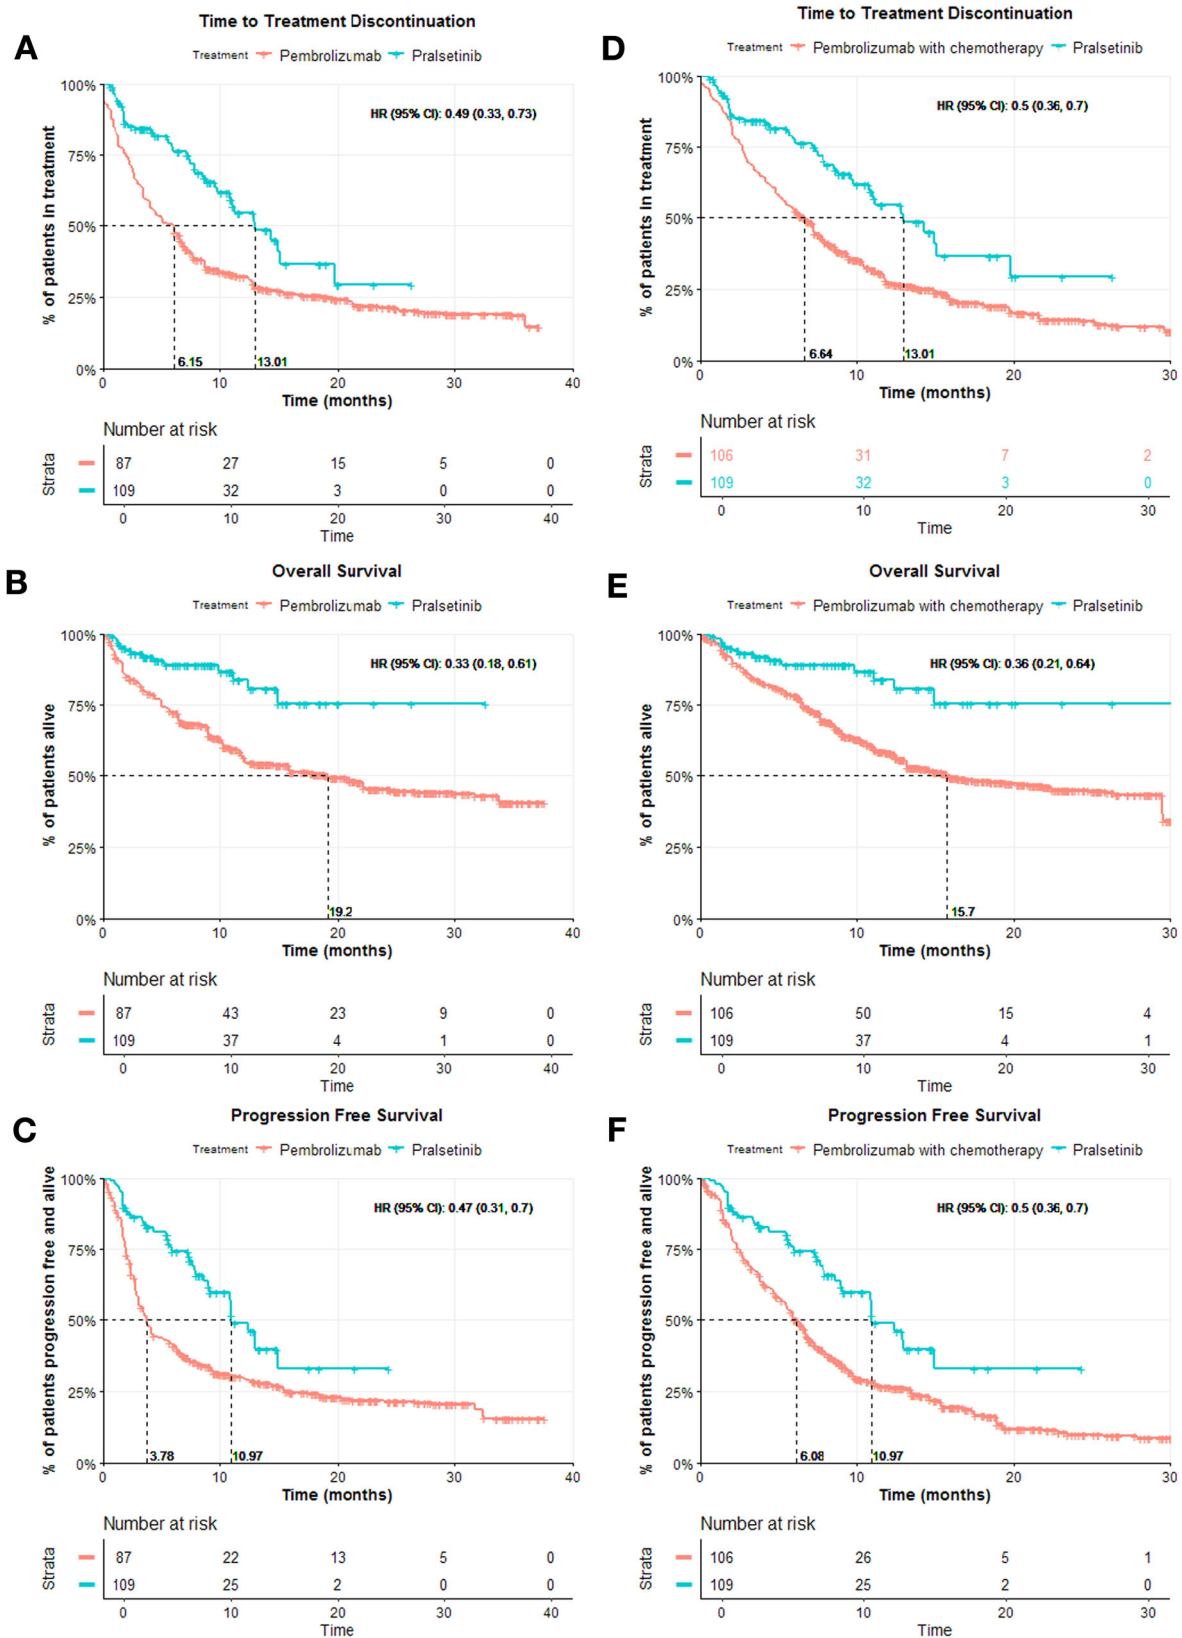 A
Time to Treatment Discontinuation
Treatment Pembrolizumab Pralsetinib
HR (95% CI): 0.49 (0.33, 0.73)
% of patients in treatment
100%
75%
50%
25%
0%
6.15 13.01
0 10 20 30 40
Time (months)
Number at risk
Strata
87 27 15 5 0
109 32 3 0 0
0 10 20 30 40
Time
B
Overall Survival
Treatment Pembrolizumab Pralsetinib
HR (95% CI): 0.33 (0.18, 0.61)
% of patients alive
100%
75%
50%
25%
0%
19.2
0 10 20 30 40
Time (months)
Number at risk
Strata
87 43 23 9 0
109 37 4 1 0
0 10 20 30 40
Time
C
Progression Free Survival
Treatment Pembrolizumab Pralsetinib
HR (95% CI): 0.47 (0.31, 0.7)
% of patients progression free and alive
100%
75%
50%
25%
0%
3.78 10.97
0 10 20 30 40
Time (months)
Number at risk
Strata
87 22 13 5 0
109 25 2 0 0
0 10 20 30 40
Time
D
Time to Treatment Discontinuation
Treatment Pembrolizumab with chemotherapy Pralsetinib
HR (95% CI): 0.5 (0.36, 0.7)
% of patients in treatment
100%
75%
50%
25%
0%
6.64 13.01
0 10 20 30
Time (months)
Number at risk
Strata
106 31 7 2
109 32 3 0
0 10 20 30
Time
E
Overall Survival
Treatment Pembrolizumab with chemotherapy Pralsetinib
HR (95% CI): 0.36 (0.21, 0.64)
% of patients alive
100%
75%
50%
25%
0%
15.7
0 10 20 30
Time (months)
Number at risk
Strata
106 50 15 4
109 37 4 1
0 10 20 30
Time
F
Progression Free Survival
Treatment Pembrolizumab with chemotherapy Pralsetinib
HR (95% CI): 0.5 (0.36, 0.7)
% of patients progression free and alive
100%
75%
50%
25%
0%
6.08 10.97
0 10 20 30
Time (months)
Number at risk
Strata
106 26 5 1
109 25 2 0
0 10 20 30
Time